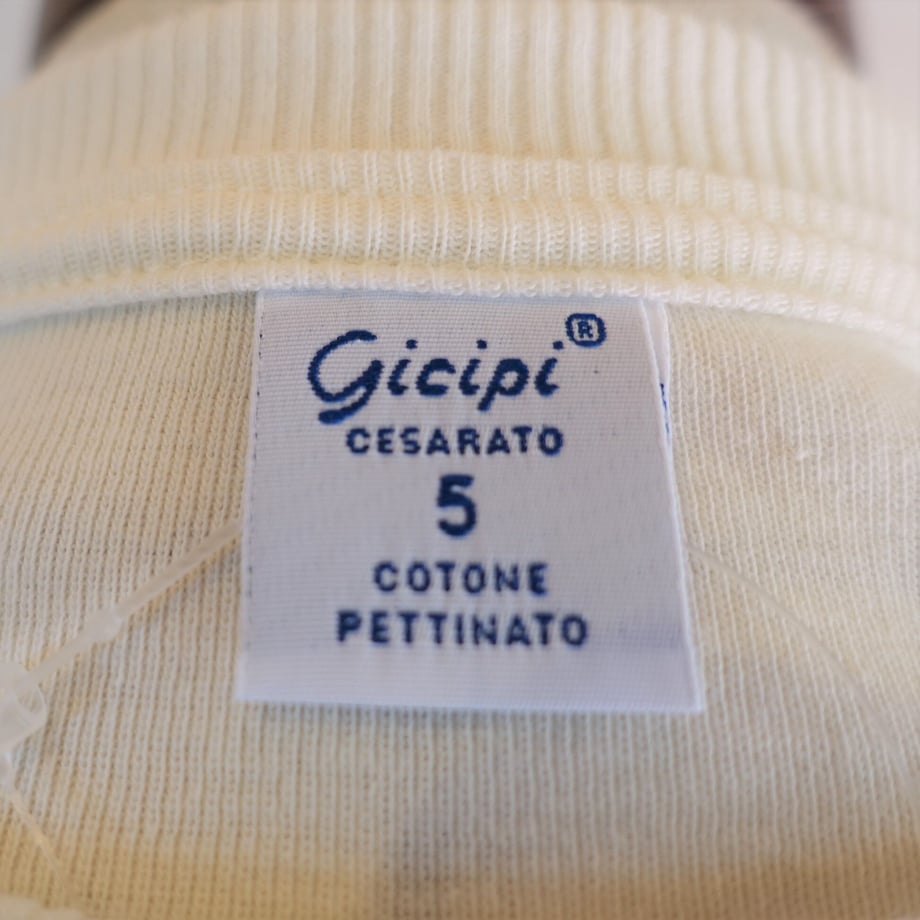 Gicipi®
CESARATO
5
COTONE
PETTINATO